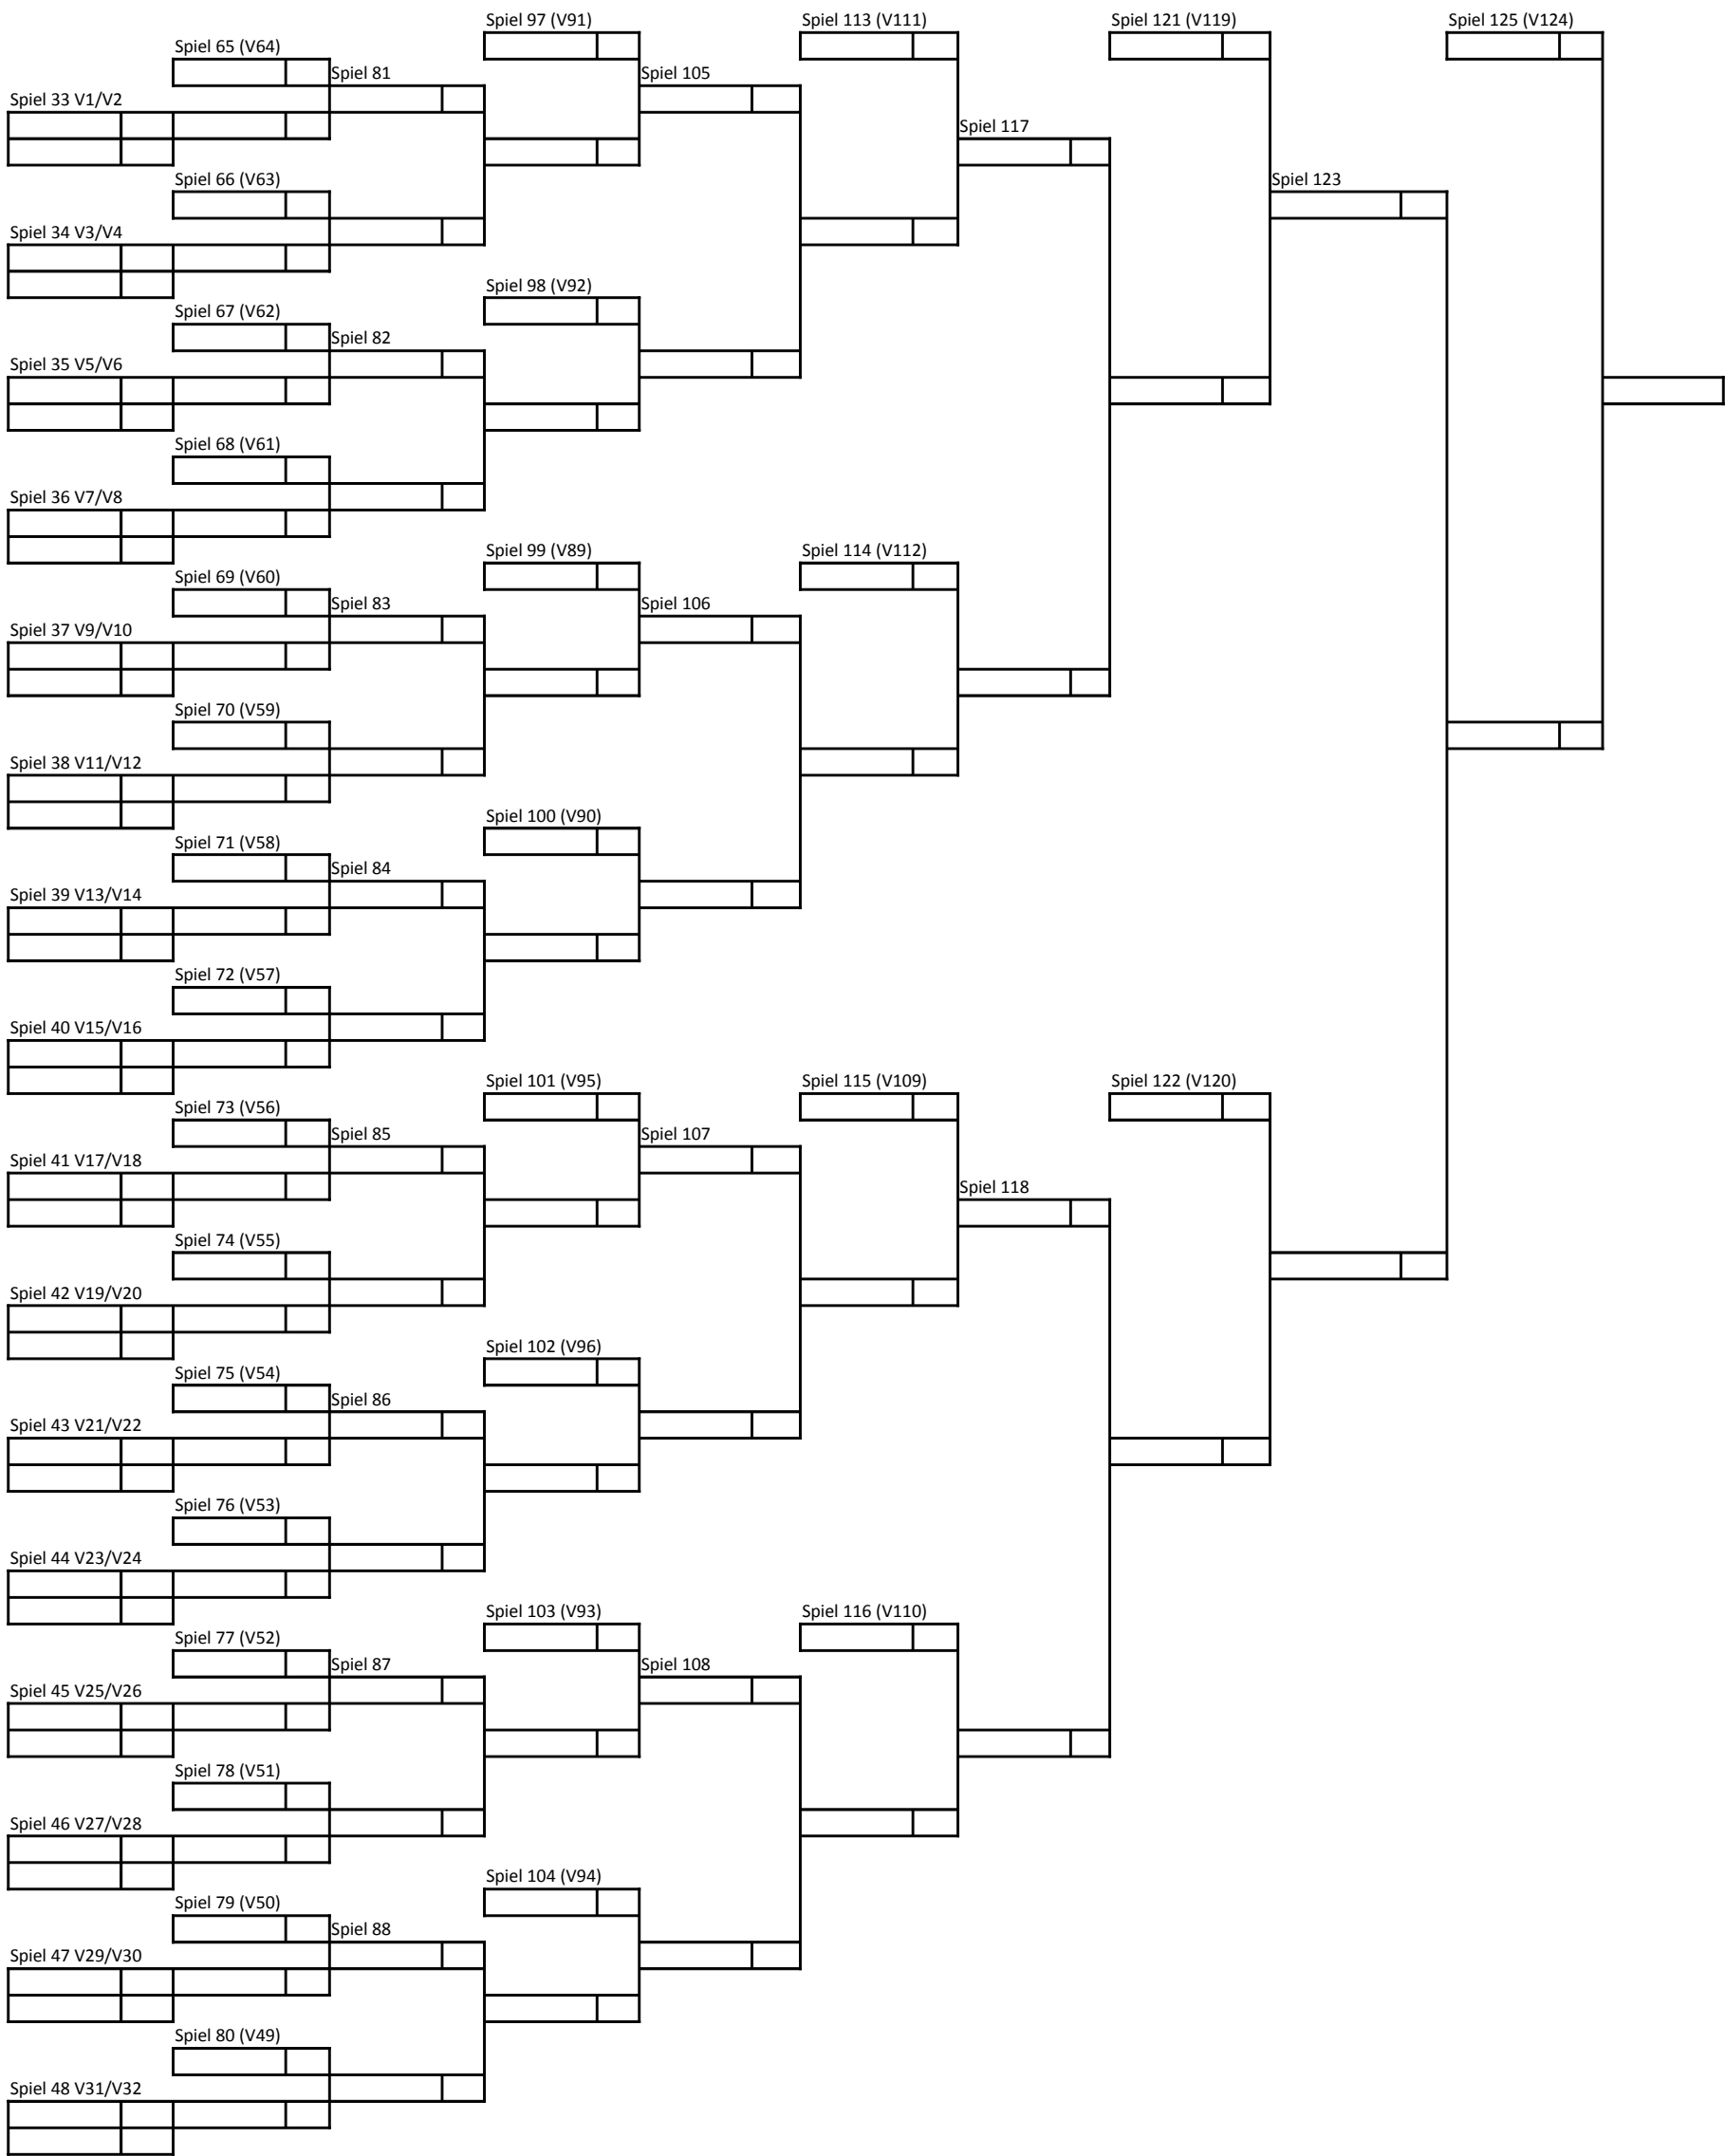 Spiel 97 (V91)
Spiel 113 (V111)
Spiel 121 (V119)
Spiel 125 (V124)
Spiel 65 (V64)
Spiel 81
Spiel 105
Spiel 33 V1/V2
Spiel 117
Spiel 66 (V63)
Spiel 123
Spiel 34 V3/V4
Spiel 98 (V92)
Spiel 67 (V62)
Spiel 82
Spiel 35 V5/V6
Spiel 68 (V61)
Spiel 36 V7/V8
Spiel 99 (V89)
Spiel 114 (V112)
Spiel 69 (V60)
Spiel 83
Spiel 106
Spiel 37 V9/V10
Spiel 70 (V59)
Spiel 38 V11/V12
Spiel 100 (V90)
Spiel 71 (V58)
Spiel 84
Spiel 39 V13/V14
Spiel 72 (V57)
Spiel 40 V15/V16
Spiel 101 (V95)
Spiel 115 (V109)
Spiel 122 (V120)
Spiel 73 (V56)
Spiel 85
Spiel 107
Spiel 41 V17/V18
Spiel 118
Spiel 74 (V55)
Spiel 42 V19/V20
Spiel 102 (V96)
Spiel 75 (V54)
Spiel 86
Spiel 43 V21/V22
Spiel 76 (V53)
Spiel 44 V23/V24
Spiel 103 (V93)
Spiel 116 (V110)
Spiel 77 (V52)
Spiel 87
Spiel 108
Spiel 45 V25/V26
Spiel 78 (V51)
Spiel 46 V27/V28
Spiel 104 (V94)
Spiel 79 (V50)
Spiel 88
Spiel 47 V29/V30
Spiel 80 (V49)
Spiel 48 V31/V32